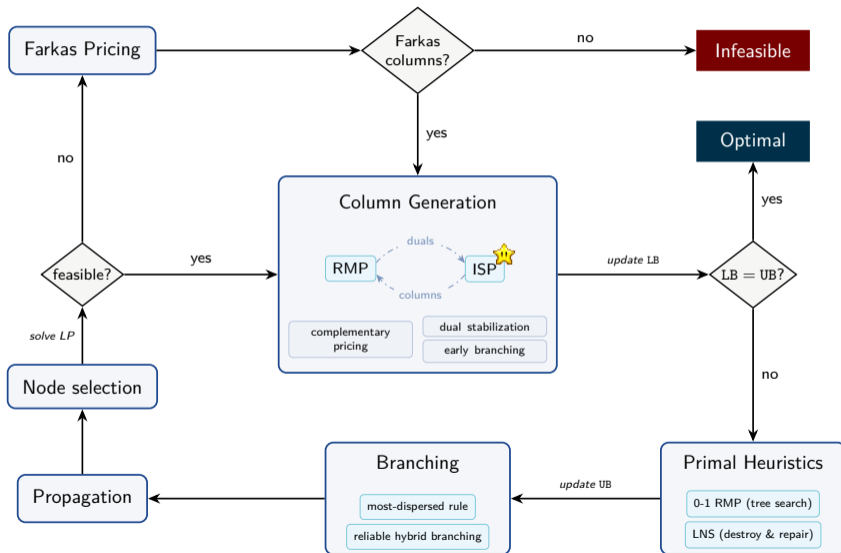 Farkas Pricing
Farkas
columns?
no
Infeasible
yes
Optimal
no
yes
Column Generation
duals
RMP
ISP
columns
feasible?
yes
update LB
LB = UB?
complementary
pricing
dual stabilization
early branching
solve LP
Node selection
no
Propagation
Branching
most-dispersed rule
reliable hybrid branching
update UB
Primal Heuristics
0-1 RMP (tree search)
LNS (destroy & repair)